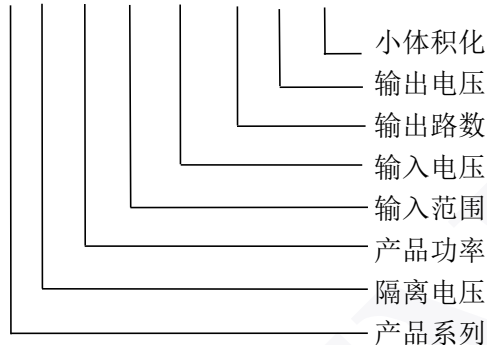 小体积化
输出电压
输出路数
输入电压
输入范围
产品功率
隔离电压
产品系列